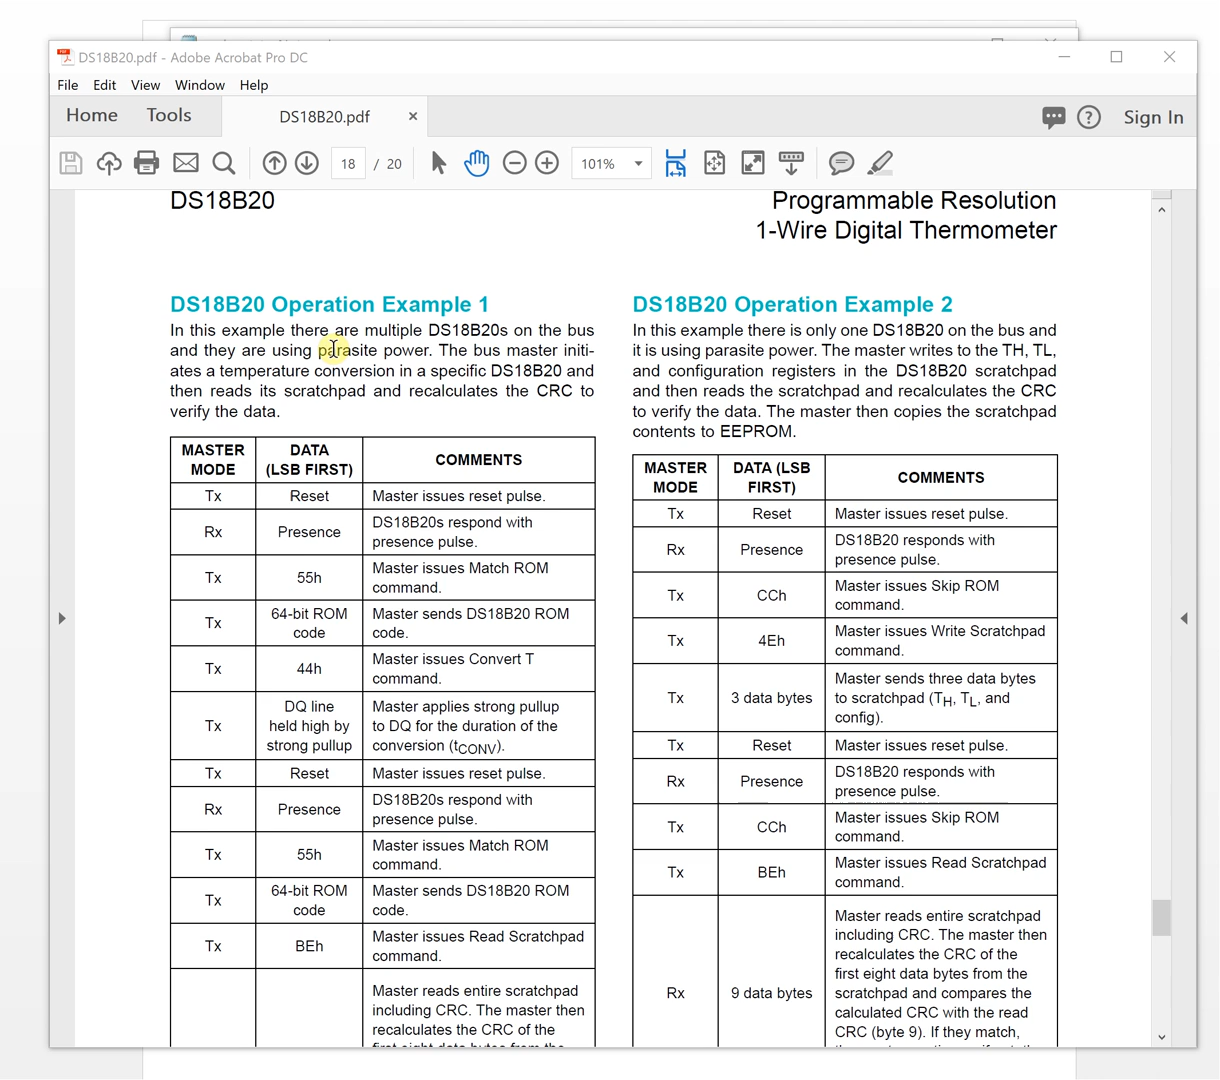 DS18B20.pdf - Adobe Acrobat Pro DC
File Edit View Window Help
Home Tools DS18B20.pdf × Sign In
18 / 20 101%
DS18B20
Programmable Resolution
1-Wire Digital Thermometer
DS18B20 Operation Example 1
In this example there are multiple DS18B20s on the bus
and they are using parasite power. The bus master initi-
ates a temperature conversion in a specific DS18B20 and
then reads its scratchpad and recalculates the CRC to
verify the data.
MASTER MODE DATA (LSB FIRST) COMMENTS
Tx Reset Master issues reset pulse.
Rx Presence DS18B20s respond with
presence pulse.
Tx 55h Master issues Match ROM
command.
Tx 64-bit ROM code Master sends DS18B20 ROM
code.
Tx 44h Master issues Convert T
command.
Tx DQ line held high by strong pullup Master applies strong pullup
to DQ for the duration of the
conversion (tCONV).
Tx Reset Master issues reset pulse.
Rx Presence DS18B20s respond with
presence pulse.
Tx 55h Master issues Match ROM
command.
Tx 64-bit ROM code Master sends DS18B20 ROM
code.
Tx BEh Master issues Read Scratchpad
command.
Master reads entire scratchpad
including CRC. The master then
recalculates the CRC of the
DS18B20 Operation Example 2
In this example there is only one DS18B20 on the bus and
it is using parasite power. The master writes to the TH, TL,
and configuration registers in the DS18B20 scratchpad
and then reads the scratchpad and recalculates the CRC
to verify the data. The master then copies the scratchpad
contents to EEPROM.
MASTER MODE DATA (LSB FIRST) COMMENTS
Tx Reset Master issues reset pulse.
Rx Presence DS18B20 responds with
presence pulse.
Tx CCh Master issues Skip ROM
command.
Tx 4Eh Master issues Write Scratchpad
command.
Tx 3 data bytes Master sends three data bytes
to scratchpad (TH, TL, and
config).
Tx Reset Master issues reset pulse.
Rx Presence DS18B20 responds with
presence pulse.
Tx CCh Master issues Skip ROM
command.
Tx BEh Master issues Read Scratchpad
command.
Rx 9 data bytes Master reads entire scratchpad
including CRC. The master then
recalculates the CRC of the
first eight data bytes from the
scratchpad and compares the
calculated CRC with the read
CRC (byte 9). If they match,